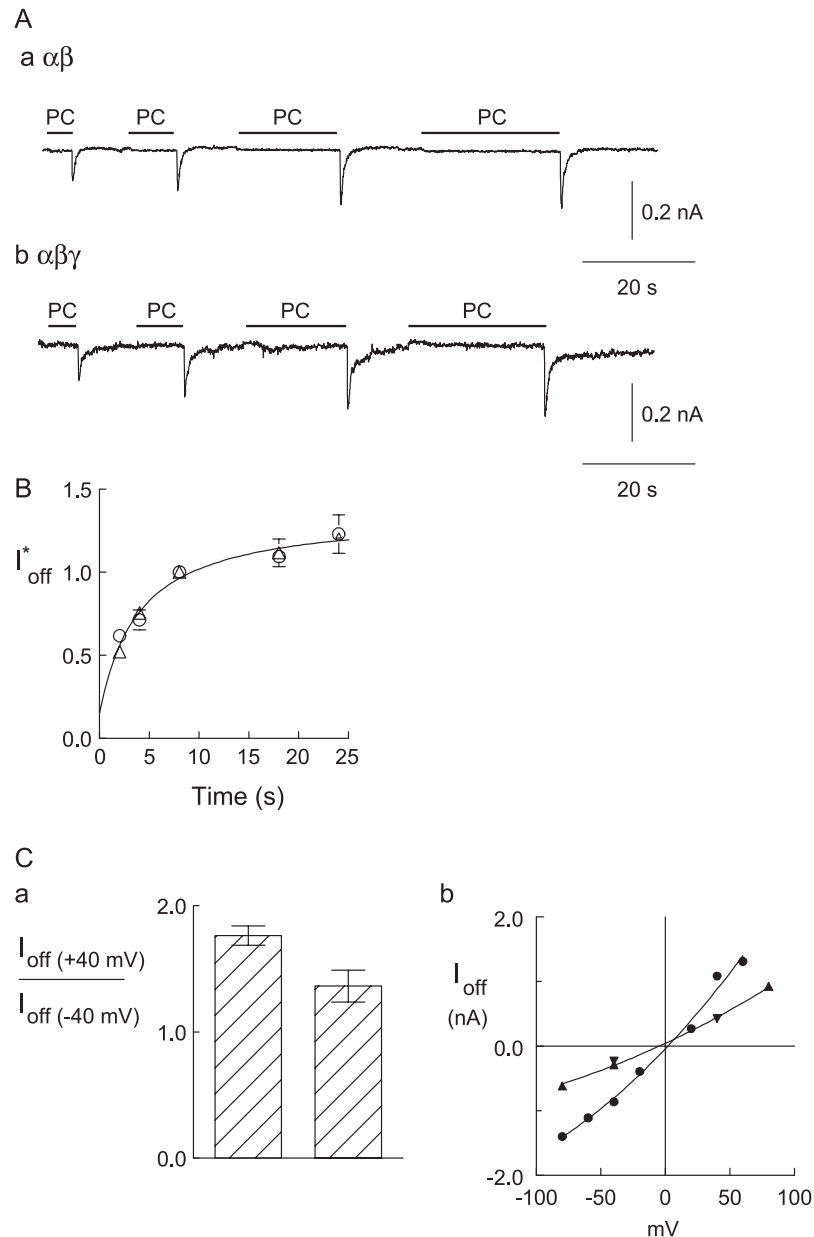 A
a αβ
PC PC PC PC
0.2 nA
20 s
b αβγ
PC PC PC PC
0.2 nA
20 s
B
1.5
I*off
1.0
0.5
0.0
0 5 10 15 20 25
Time (s)
C
a
2.0
Ioff (+40 mV)
Ioff (-40 mV)
1.0
0.0
b
2.0
Ioff
(nA)
0.0
-2.0
-100 -50 0 50 100
mV